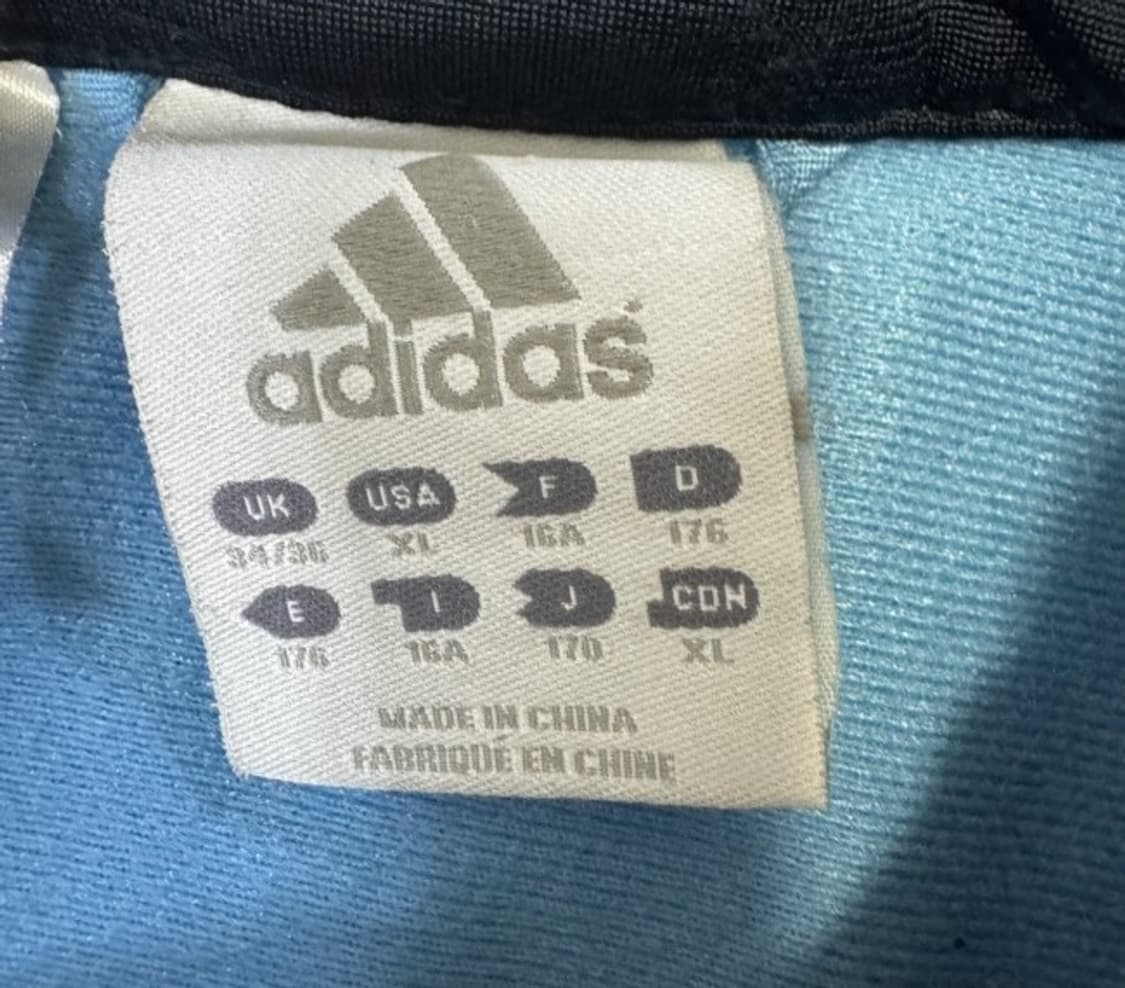 adidas
UK USA F D
34/36 XL 16A 176
E I J CDN
176 16A 170 XL
MADE IN CHINA
FABRIQUÉ EN CHINE